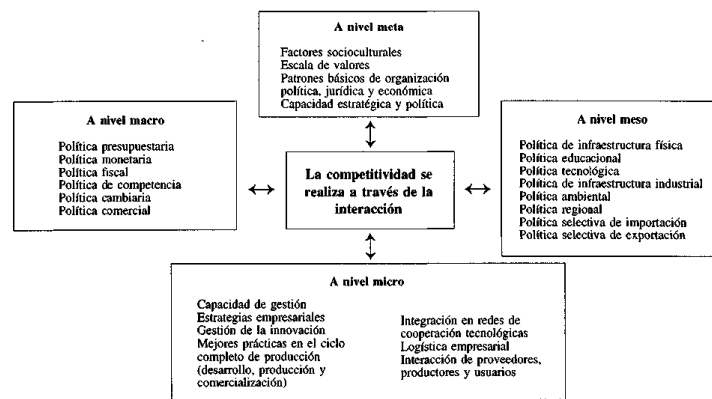 A nivel meta
Factores socioculturales
Escala de valores
Patrones básicos de organización
política, jurídica y económica
Capacidad estratégica y política
A nivel macro
Política presupuestaria
Política monetaria
Política fiscal
Política de competencia
Política cambiaria
Política comercial
La competitividad se
realiza a través de la
interacción
A nivel meso
Política de infraestructura física
Política educacional
Política tecnológica
Política de infraestructura industrial
Política ambiental
Política regional
Política selectiva de importación
Política selectiva de exportación
A nivel micro
Capacidad de gestión
Estrategias empresariales
Gestión de la innovación
Mejores prácticas en el ciclo
completo de producción
(desarrollo, producción y
comercialización)
Integración en redes de
cooperación tecnológicas
Logística empresarial
Interacción de proveedores,
productores y usuarios